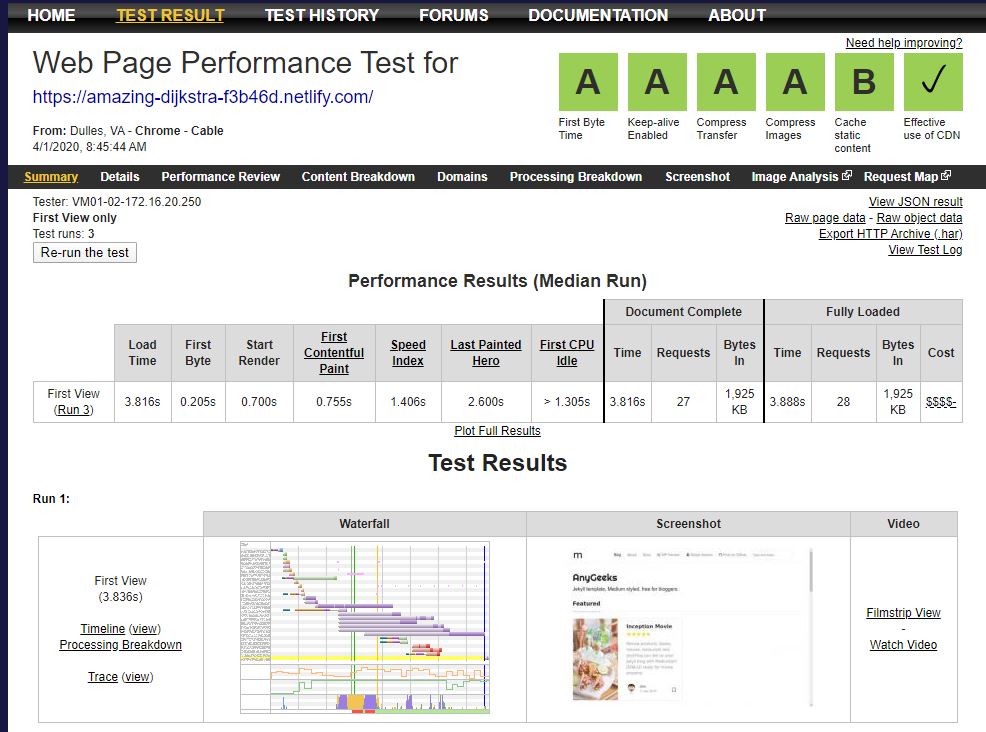 HOME TEST RESULT TEST HISTORY FORUMS DOCUMENTATION ABOUT
Need help improving?
Web Page Performance Test for
https://amazing-dijkstra-f3b46d.netlify.com/
From: Dulles, VA - Chrome - Cable
4/1/2020, 8:45:44 AM
A A A A B ✓
First Byte Time
Keep-alive Enabled
Compress Transfer
Compress Images
Cache static content
Effective use of CDN
Summary Details Performance Review Content Breakdown Domains Processing Breakdown Screenshot Image Analysis Request Map
Tester: VM01-02-172.16.20.250
First View only
Test runs: 3
Re-run the test
View JSON result
Raw page data - Raw object data
Export HTTP Archive (.har)
View Test Log
Performance Results (Median Run)
Document Complete Fully Loaded
Load Time First Byte Start Render First Contentful Paint Speed Index Last Painted Hero First CPU Idle Time Requests Bytes In Time Requests Bytes In Cost
First View (Run 3) 3.816s 0.205s 0.700s 0.755s 1.406s 2.600s > 1.305s 3.816s 27 1,925 KB 3.888s 28 1,925 KB $$$$-
Plot Full Results
Test Results
Run 1:
Waterfall Screenshot Video
First View
(3.836s)
Timeline (view)
Processing Breakdown
Trace (view)
m
AnyGeeks
Jekyll template, Medium styled, free for bloggers.
Featured
Inception Movie
Filmstrip View
-
Watch Video